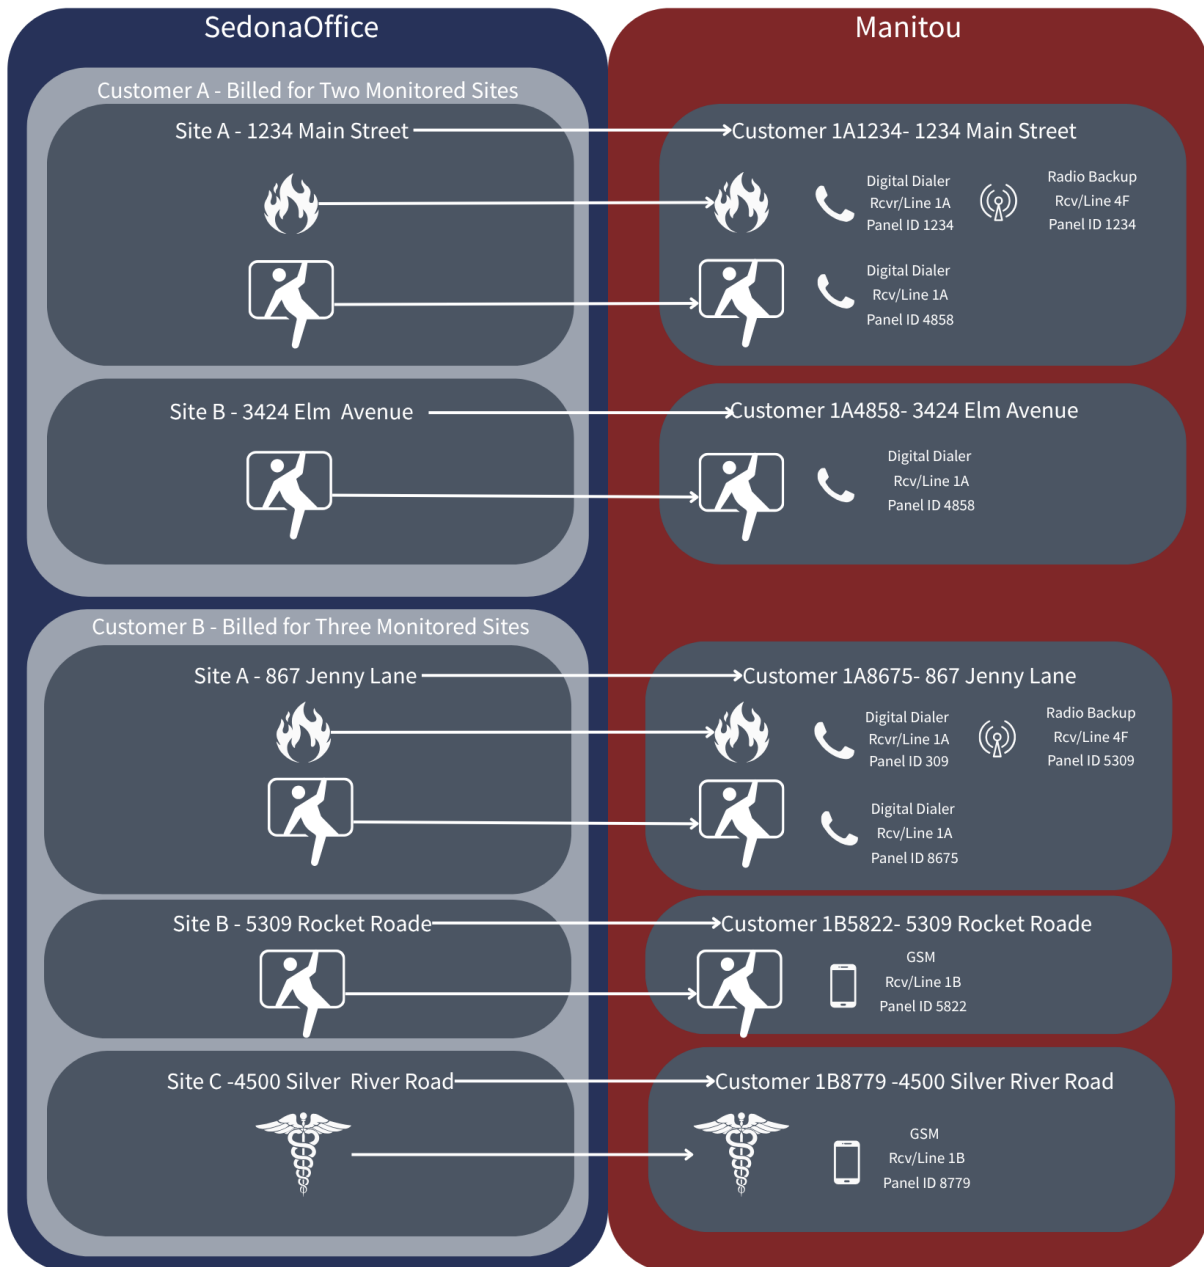 SedonaOffice
Manitou
Customer A - Billed for Two Monitored Sites
Site A - 1234 Main Street
Customer 1A1234- 1234 Main Street
Digital Dialer
Rcvr/Line 1A
Panel ID 1234
Radio Backup
Rcv/Line 4F
Panel ID 1234
Digital Dialer
Rcv/Line 1A
Panel ID 4858
Site B - 3424 Elm  Avenue
Customer 1A4858- 3424 Elm Avenue
Digital Dialer
Rcv/Line 1A
Panel ID 4858
Customer B - Billed for Three Monitored Sites
Site A - 867 Jenny Lane
Customer 1A8675- 867 Jenny Lane
Digital Dialer
Rcvr/Line 1A
Panel ID 309
Radio Backup
Rcv/Line 4F
Panel ID 5309
Digital Dialer
Rcv/Line 1A
Panel ID 8675
Site B - 5309 Rocket Roade
Customer 1B5822- 5309 Rocket Roade
GSM
Rcv/Line 1B
Panel ID 5822
Site C -4500 Silver  River Road
Customer 1B8779 -4500 Silver River Road
GSM
Rcv/Line 1B
Panel ID 8779